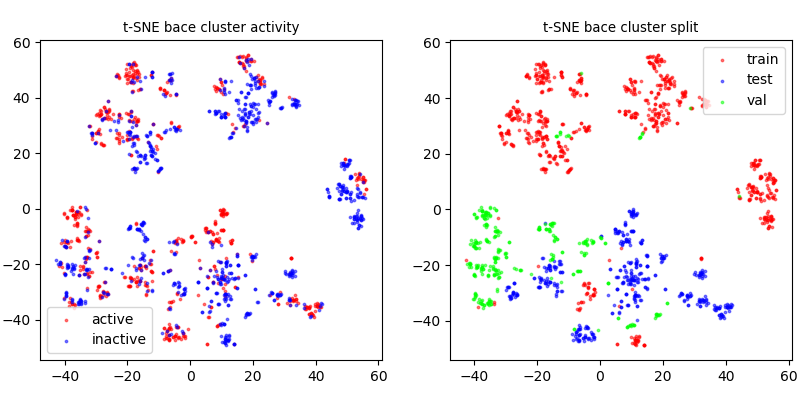 t-SNE bace cluster activity
60
40
20
0
−20
−40
−40 −20 0 20 40 60
active
inactive
t-SNE bace cluster split
60
40
20
0
−20
−40
−40 −20 0 20 40 60
train
test
val